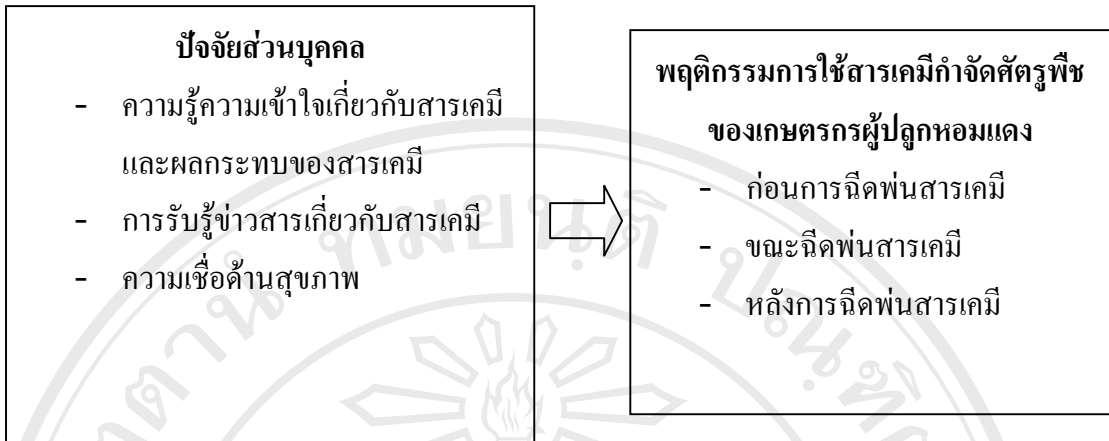 ปัจจัยส่วนบุคคล
- ความรู้ความเข้าใจเกี่ยวกับสารเคมี
และผลกระทบของสารเคมี
- การรับรู้ข่าวสารเกี่ยวกับสารเคมี
- ความเชื่อด้านสุขภาพ
พฤติกรรมการใช้สารเคมีกำจัดศัตรูพืช
ของเกษตรกรผู้ปลูกหอมแดง
- ก่อนการฉีดพ่นสารเคมี
- ขณะฉีดพ่นสารเคมี
- หลังการฉีดพ่นสารเคมี